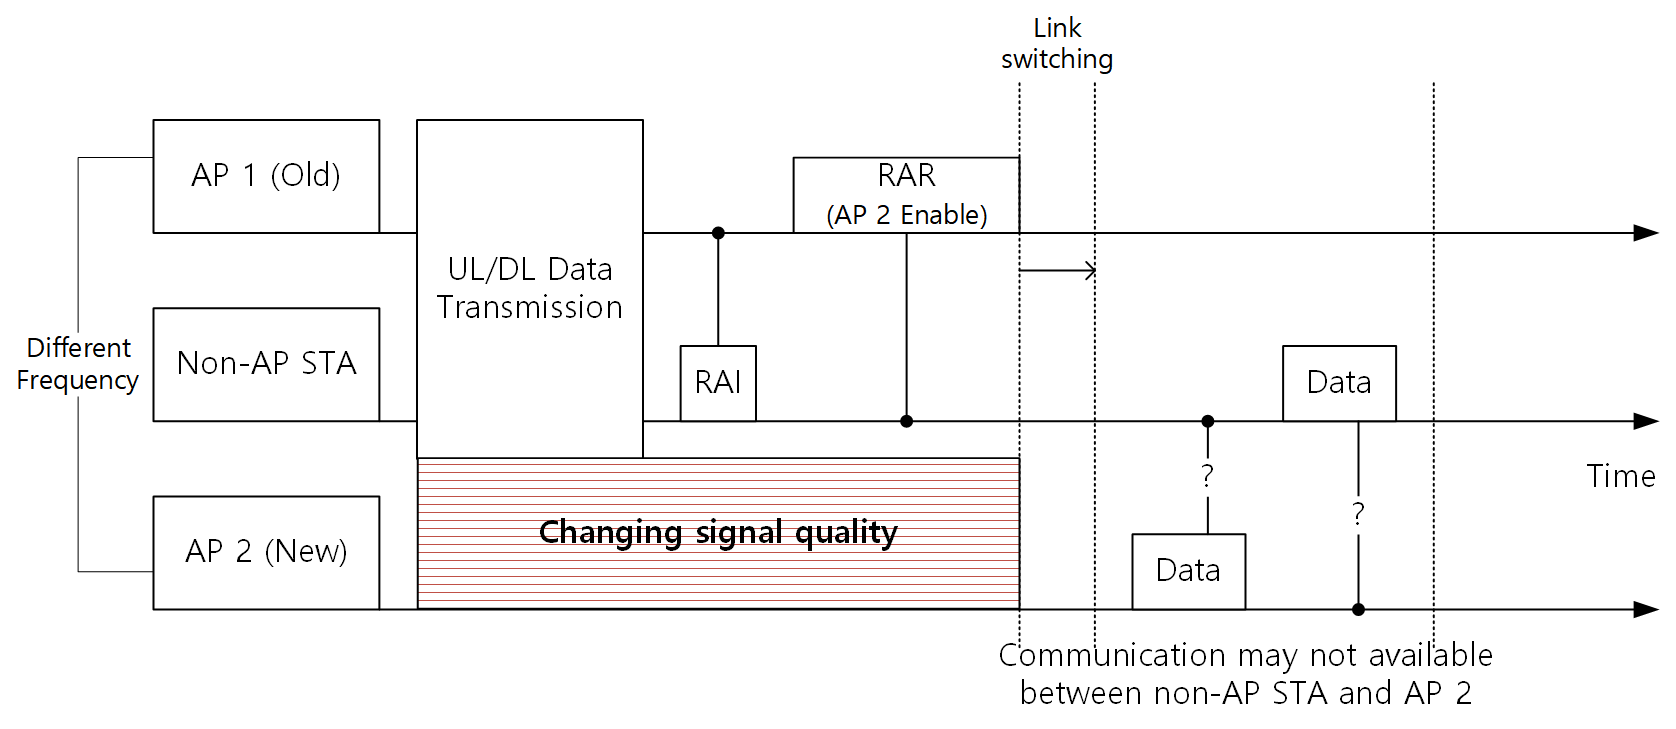 Link
switching
AP 1 (Old)
RAR
(AP 2 Enable)
UL/DL Data
Transmission
Different
Frequency
Non-AP STA
RAI
Data
?
Time
?
Changing signal quality
AP 2 (New)
Data
Communication may not available
between non-AP STA and AP 2